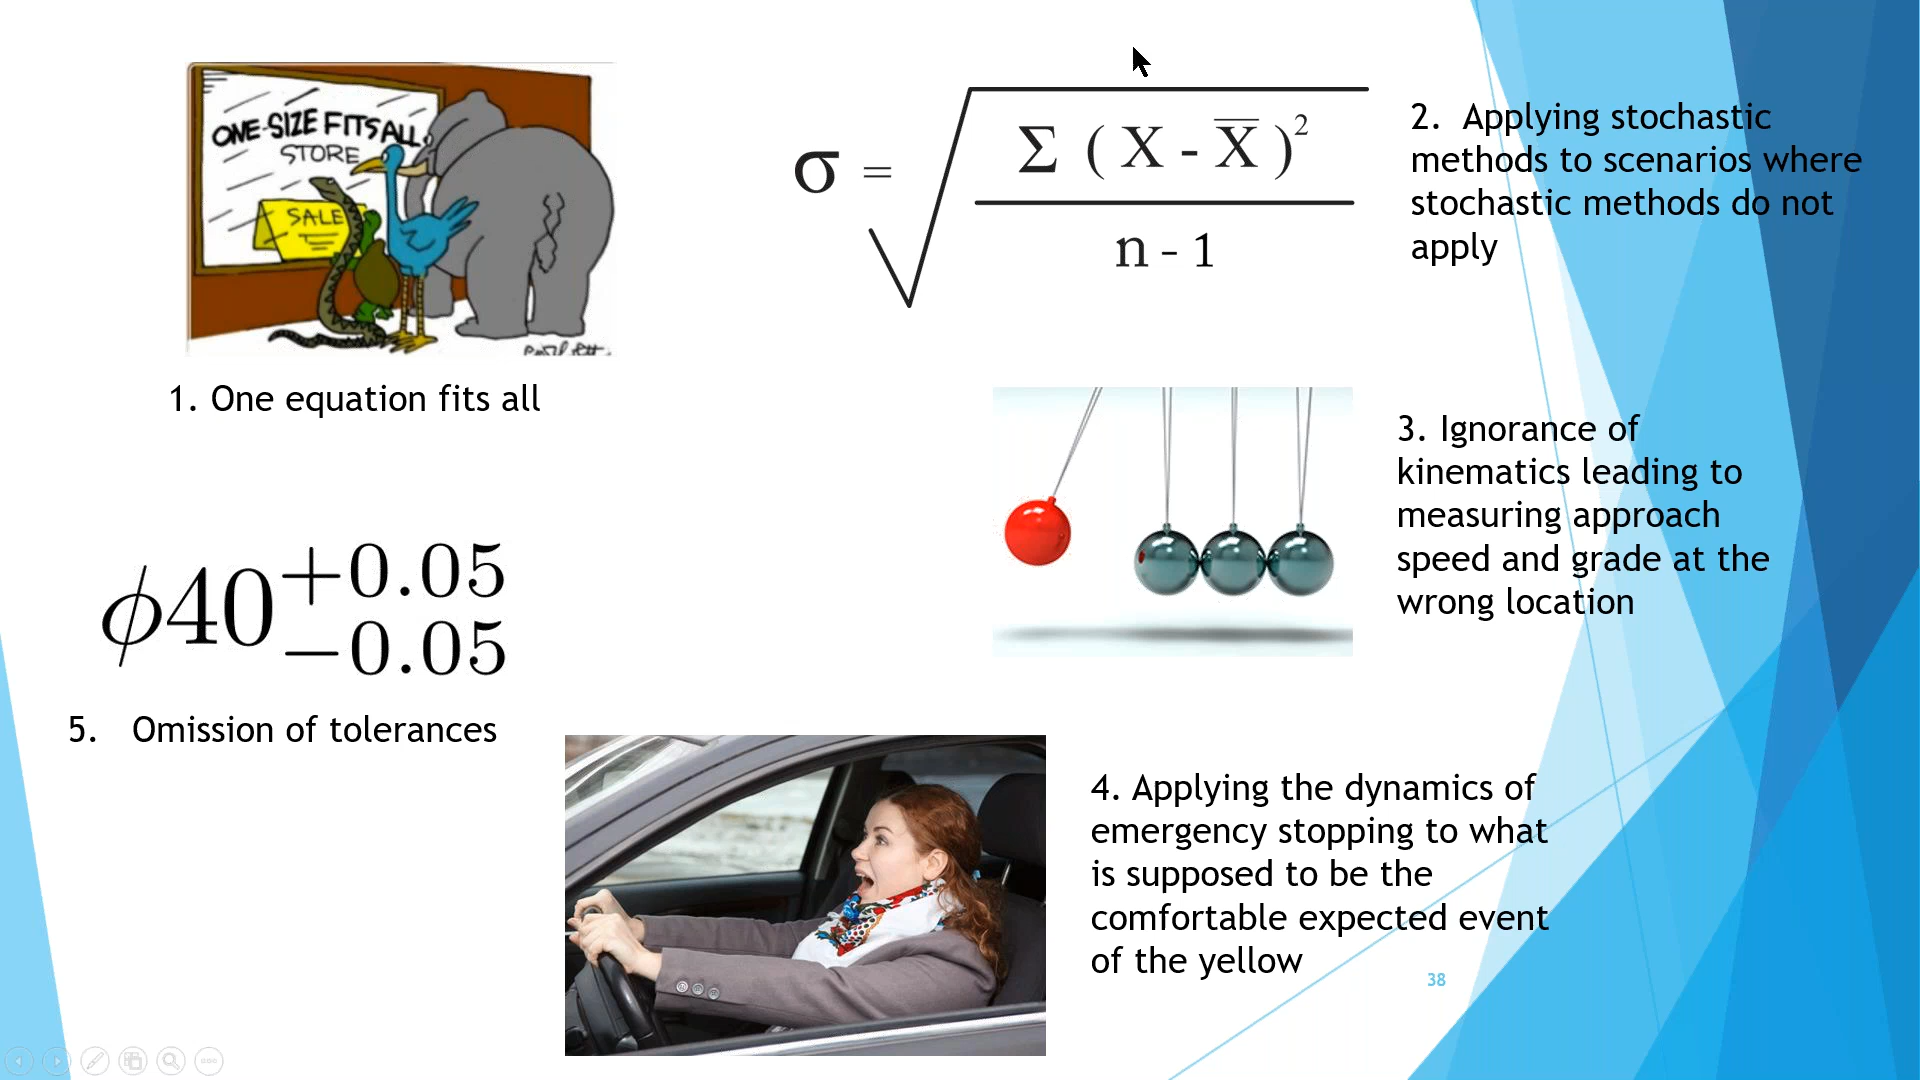 ONE-SIZE FITS ALL
STORE
SALE
1. One equation fits all
σ = √ Σ ( X - X̅ )²
n - 1
2. Applying stochastic
methods to scenarios where
stochastic methods do not
apply
3. Ignorance of
kinematics leading to
measuring approach
speed and grade at the
wrong location
4. Applying the dynamics of
emergency stopping to what
is supposed to be the
comfortable expected event
of the yellow
ϕ40 +0.05
−0.05
5. Omission of tolerances
38